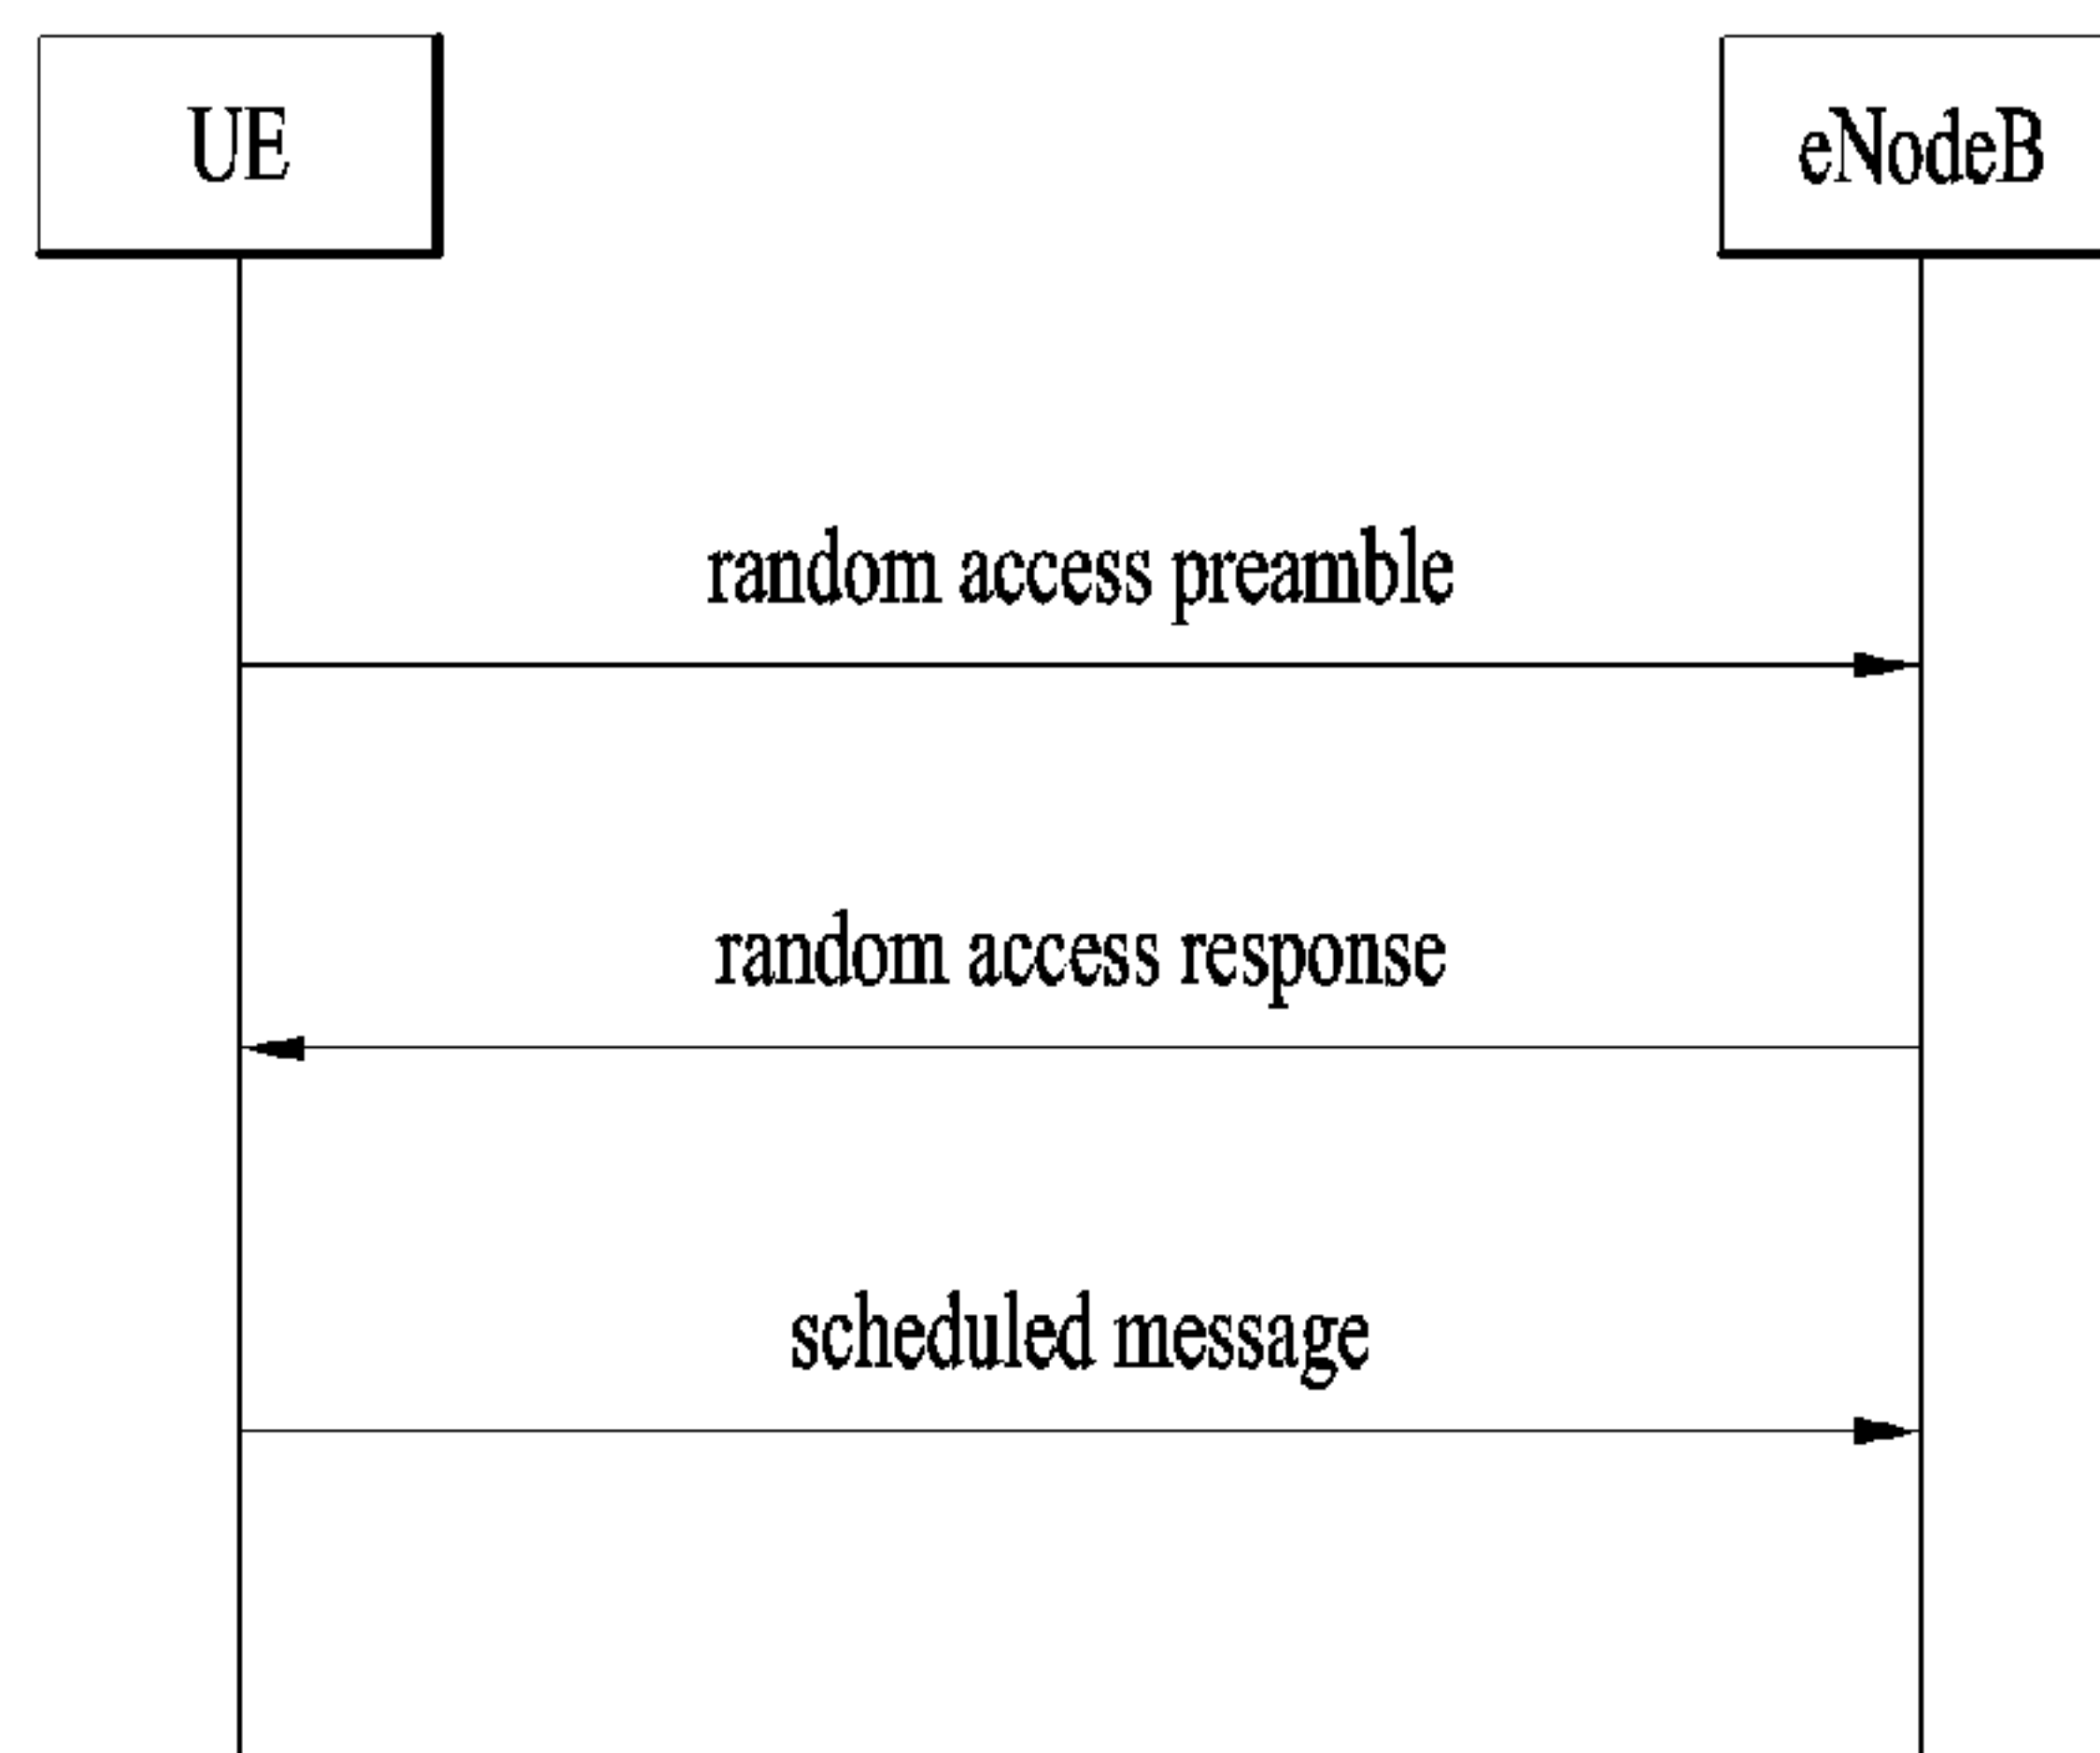 UE
eNodeB
random access preamble
random access response
scheduled message